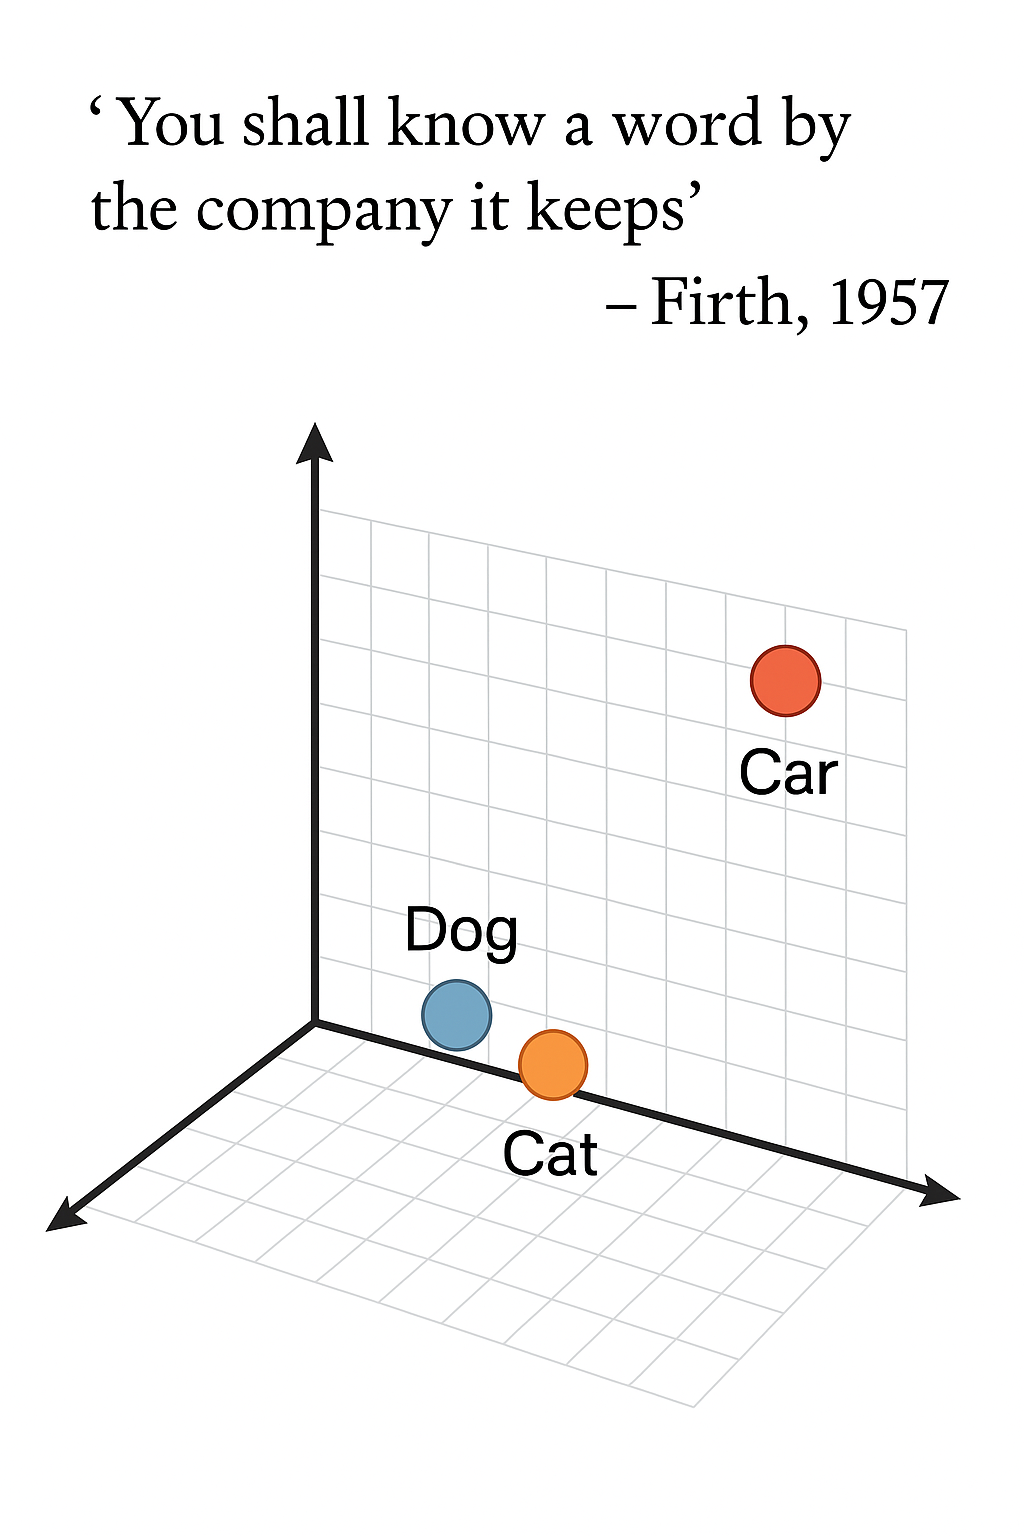 ‘ You shall know a word by
the company it keeps’
– Firth, 1957
Car
Dog
Cat